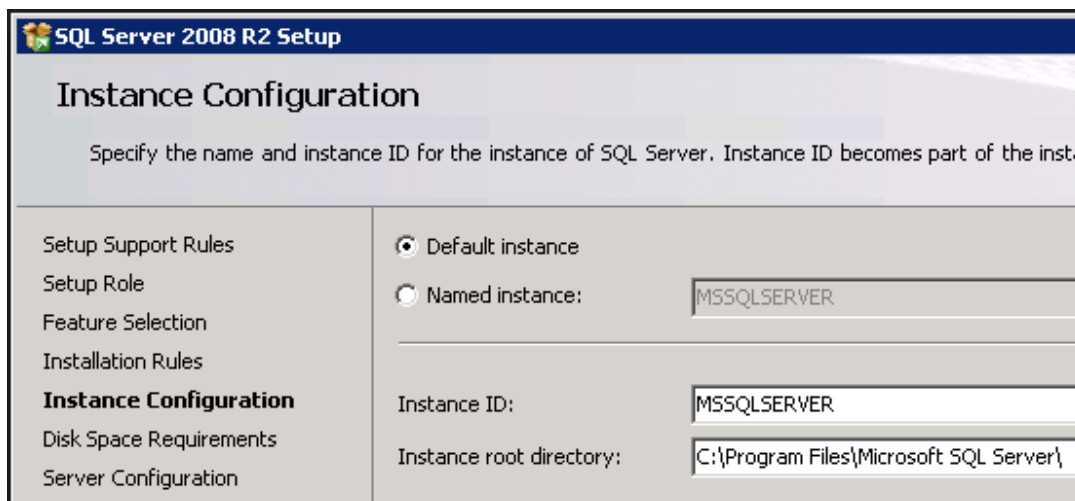 SQL Server 2008 R2 Setup
Instance Configuration
Specify the name and instance ID for the instance of SQL Server. Instance ID becomes part of the
Setup Support Rules
Setup Role
Feature Selection
Installation Rules
Instance Configuration
Disk Space Requirements
Server Configuration
Default instance
Named instance: MSSQLSERVER
Instance ID: MSSQLSERVER
Instance root directory: C:\Program Files\Microsoft SQL Server\